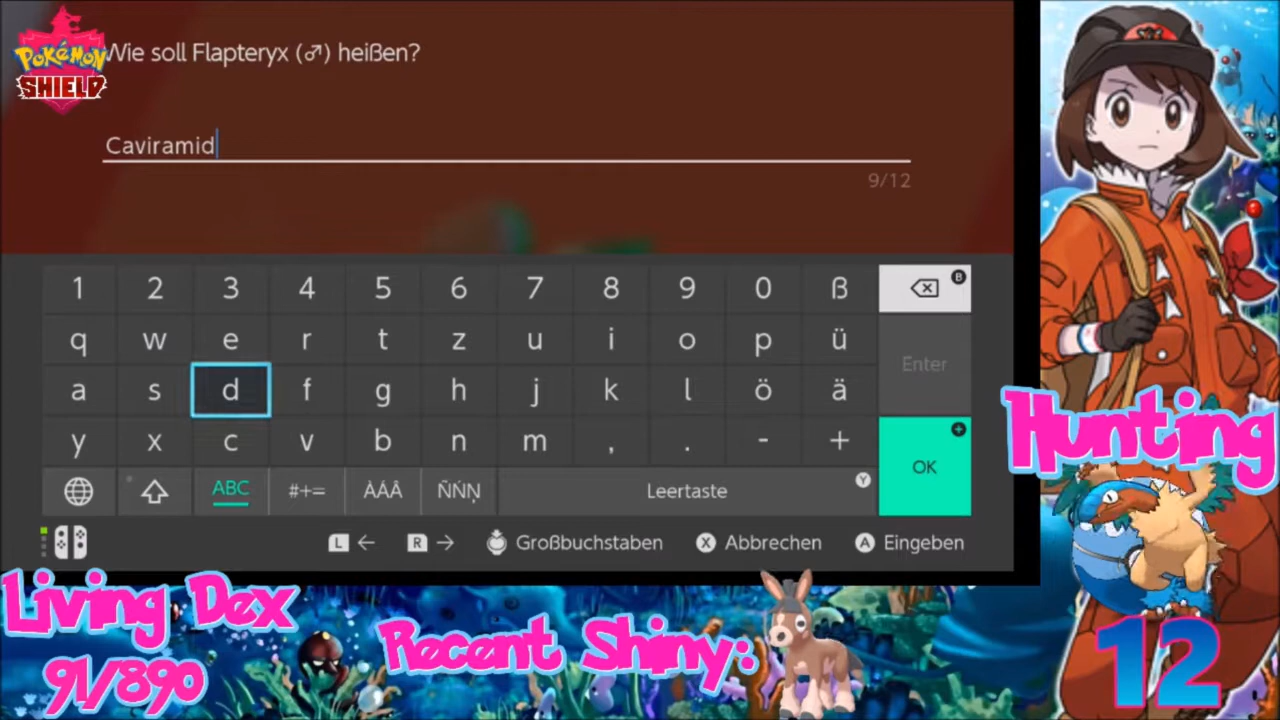 POKéMON
SHIELD
Wie soll Flapteryx (♂) heißen?
Caviramid
9/12
1 2 3 4 5 6 7 8 9 0 ß B
q w e r t z u i o p ü Enter
a s d f g h j k l ö ä
y x c v b n m , . - + OK
ABC #+= ÀÁÂ ÑŃŅ Leertaste Y
L ← R → Großbuchstaben X Abbrechen A Eingeben
Hunting
12
Living Dex
91/890
Recent Shiny: